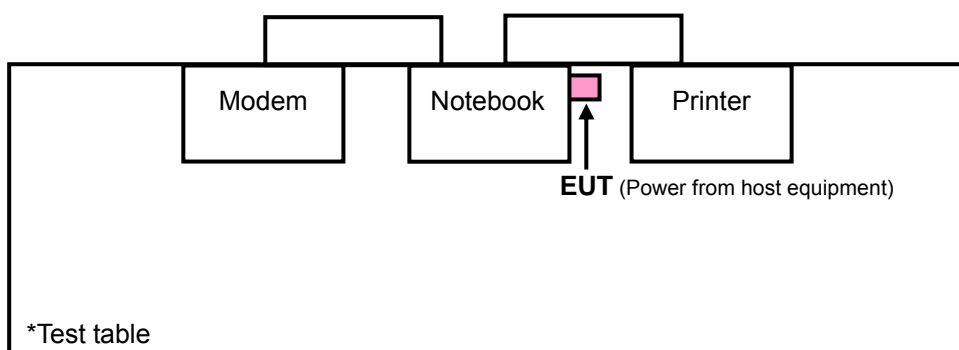 Modem
Notebook
Printer
EUT (Power from host equipment)
*Test table